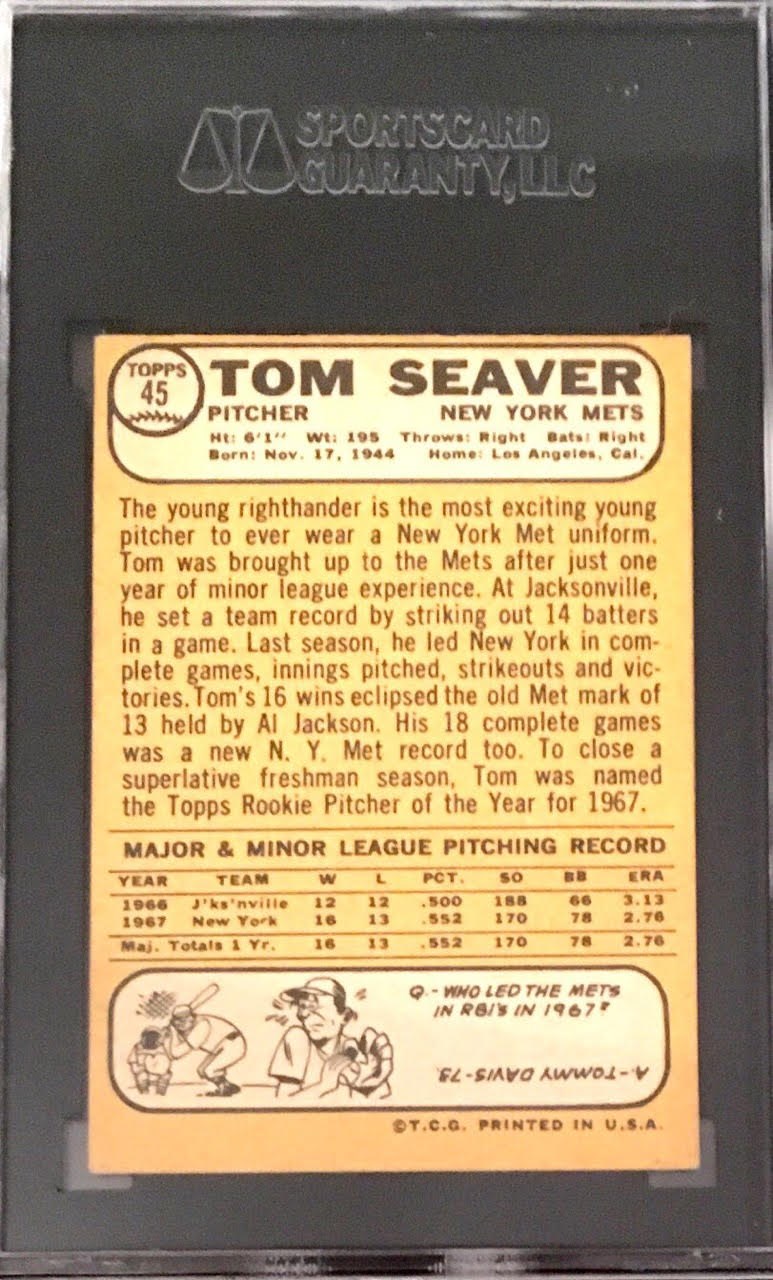 SPORTSCARD
GUARANTY, LLC
TOPPS
45
TOM SEAVER
PITCHER NEW YORK METS
Ht: 6'1" Wt: 195 Throws: Right Bats: Right
Born: Nov. 17, 1944 Home: Los Angeles, Cal.
The young righthander is the most exciting young
pitcher to ever wear a New York Met uniform.
Tom was brought up to the Mets after just one
year of minor league experience. At Jacksonville,
he set a team record by striking out 14 batters
in a game. Last season, he led New York in com-
plete games, innings pitched, strikeouts and vic-
tories. Tom's 16 wins eclipsed the old Met mark of
13 held by Al Jackson. His 18 complete games
was a new N. Y. Met record too. To close a
superlative freshman season, Tom was named
the Topps Rookie Pitcher of the Year for 1967.
MAJOR & MINOR LEAGUE PITCHING RECORD
YEAR TEAM W L PCT. SO BB ERA
1966 J'ks'nville 12 12 .500 188 66 3.13
1967 New York 16 13 .552 170 78 2.76
Maj. Totals 1 Yr. 16 13 .552 170 78 2.76
Q.-WHO LED THE METS
IN RBI'S IN 1967?
A-TOMMY DAVIS-73.
©T.C.G. PRINTED IN U.S.A.